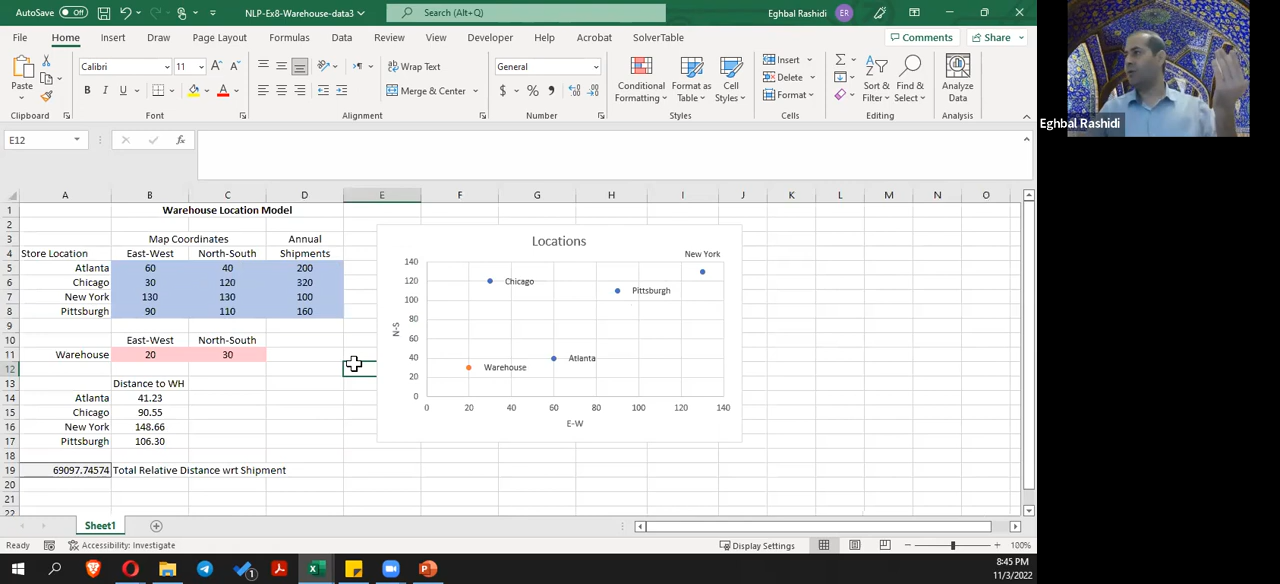 AutoSave Off NLP-Ex8-Warehouse-data3 Search (Alt+Q) Eghbal Rashidi ER
File Home Insert Draw Page Layout Formulas Data Review View Developer Help Acrobat SolverTable Comments Share
Paste Calibri 11 A A Wrap Text General Conditional Formatting Format as Table Cell Styles Insert Sort & Filter Find & Select Analyze Data
B I U A Merge & Center $ % Delete
Format
Clipboard Font Alignment Number Styles Cells Editing Analysis
Eghbal Rashidi
E12 fx
A B C D E F G H I J K L M N O
1 Warehouse Location Model
2
3 Map Coordinates Annual
4 Store Location East-West North-South Shipments
5 Atlanta 60 40 200
6 Chicago 30 120 320
7 New York 130 130 100
8 Pittsburgh 90 110 160
9
10 East-West North-South
11 Warehouse 20 30
12
13 Distance to WH
14 Atlanta 41.23
15 Chicago 90.55
16 New York 148.66
17 Pittsburgh 106.30
18
19 69097.74574 Total Relative Distance wrt Shipment
20
21
22
Locations
New York
140
120 Chicago
Pittsburgh
100
80
N-S
60
40 Atlanta
Warehouse
20
0
0 20 40 60 80 100 120 140
E-W
Sheet1
Ready Accessibility: Investigate Display Settings 100%
1
8:45 PM
11/3/2022